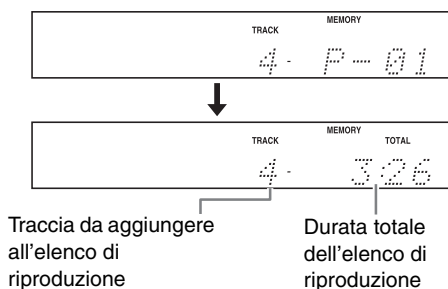 MEMORY
TRACK
4- P-01
MEMORY
TRACK TOTAL
4- 3:26
Traccia da aggiungere
all'elenco di
riproduzione
Durata totale
dell'elenco di
riproduzione